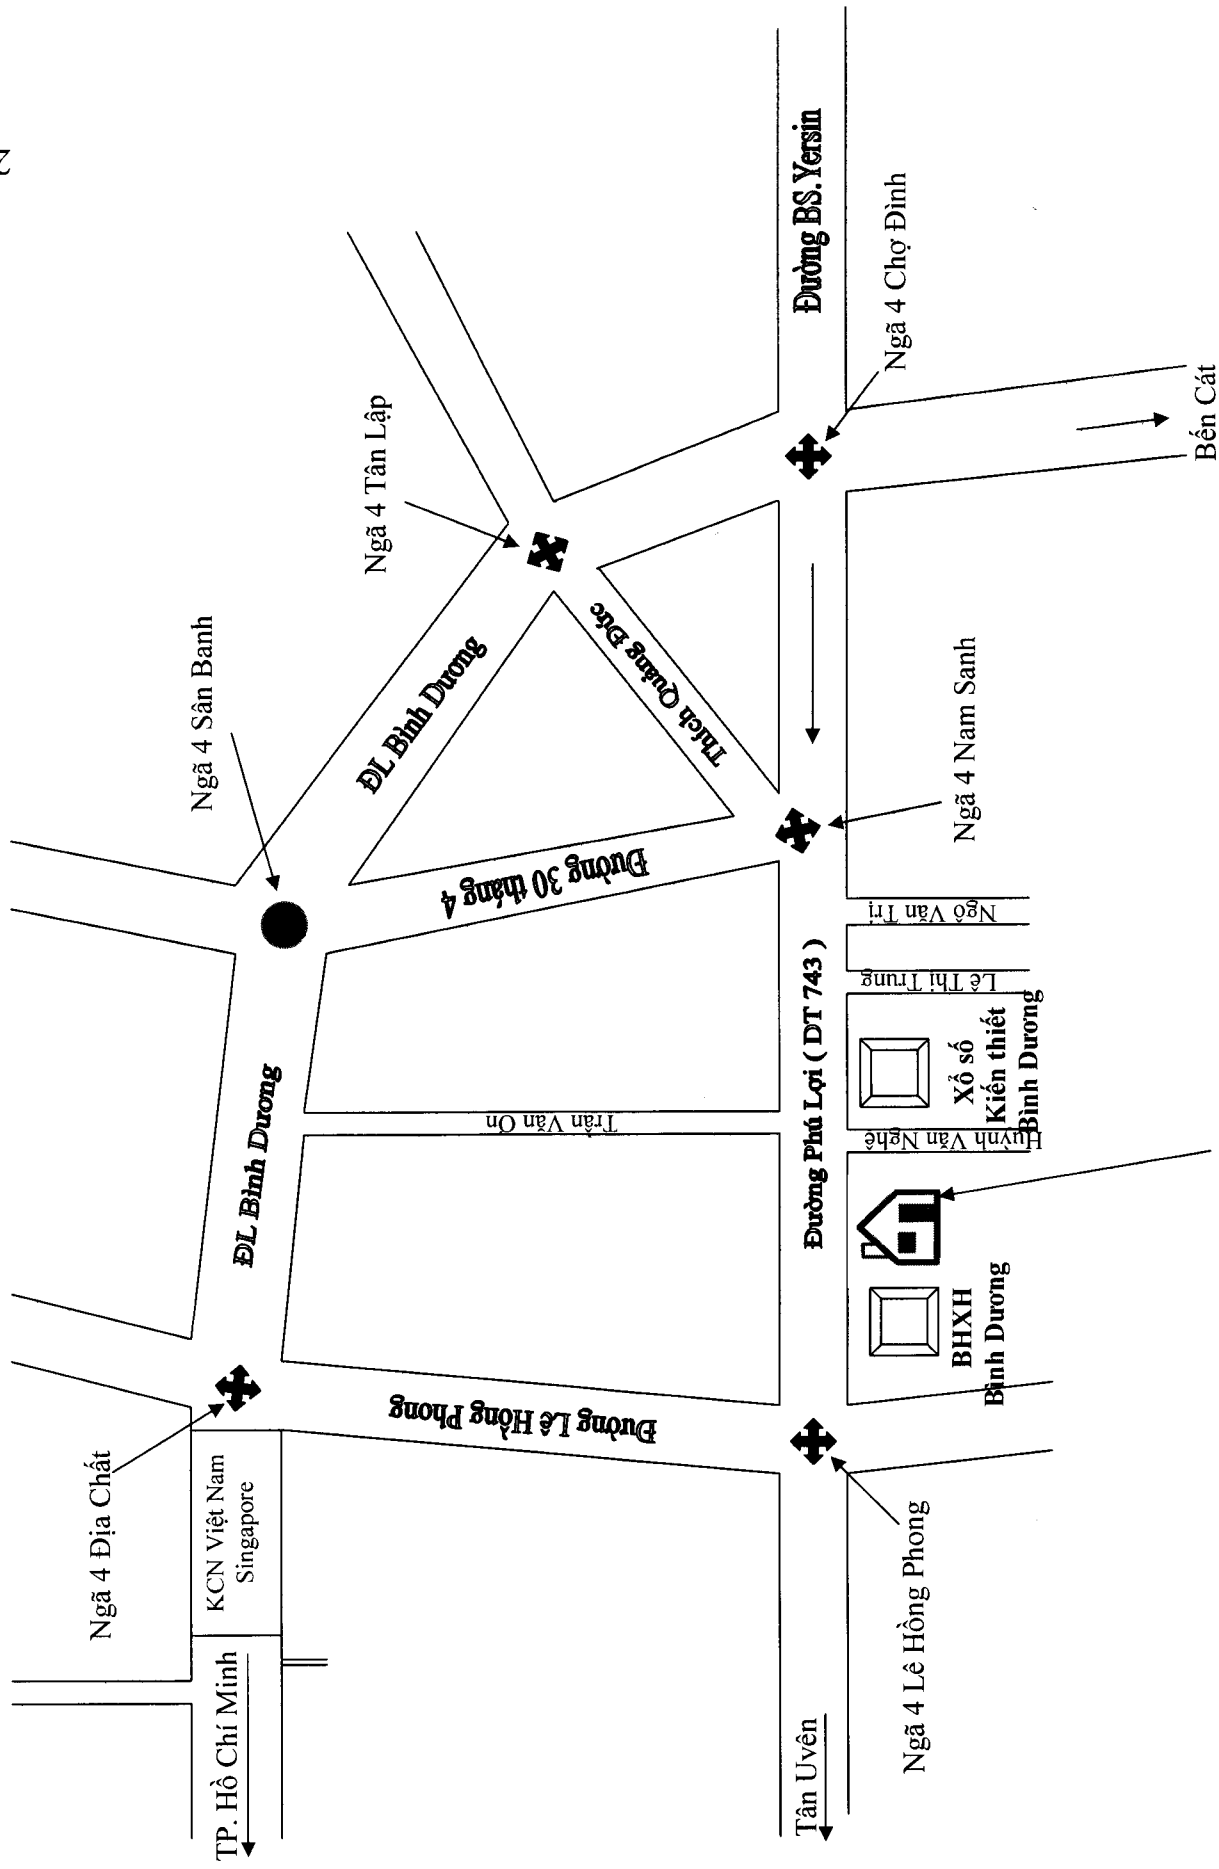 2
TP. Hồ Chí Minh
KCN Việt Nam
Singapore
Ngã 4 Địa Chất
ĐL Bình Dương
Ngã 4 Sân Banh
ĐL Bình Dương
Ngã 4 Tân Lập
Đường Lê Hồng Phong
Trần Văn Ơn
Đường 30 tháng 4
Thích Quảng Đức
Tân Uyên
Đường Phú Lợi ( DT 743 )
Đường BS.Yersin
Ngã 4 Lê Hồng Phong
BHXH
Bình Dương
Huỳnh Văn Nghệ
Xổ số
Kiến thiết
Bình Dương
Lê Thị Trung
Ngô Văn Trị
Ngã 4 Nam Sanh
Ngã 4 Chợ Đình
Bến Cát